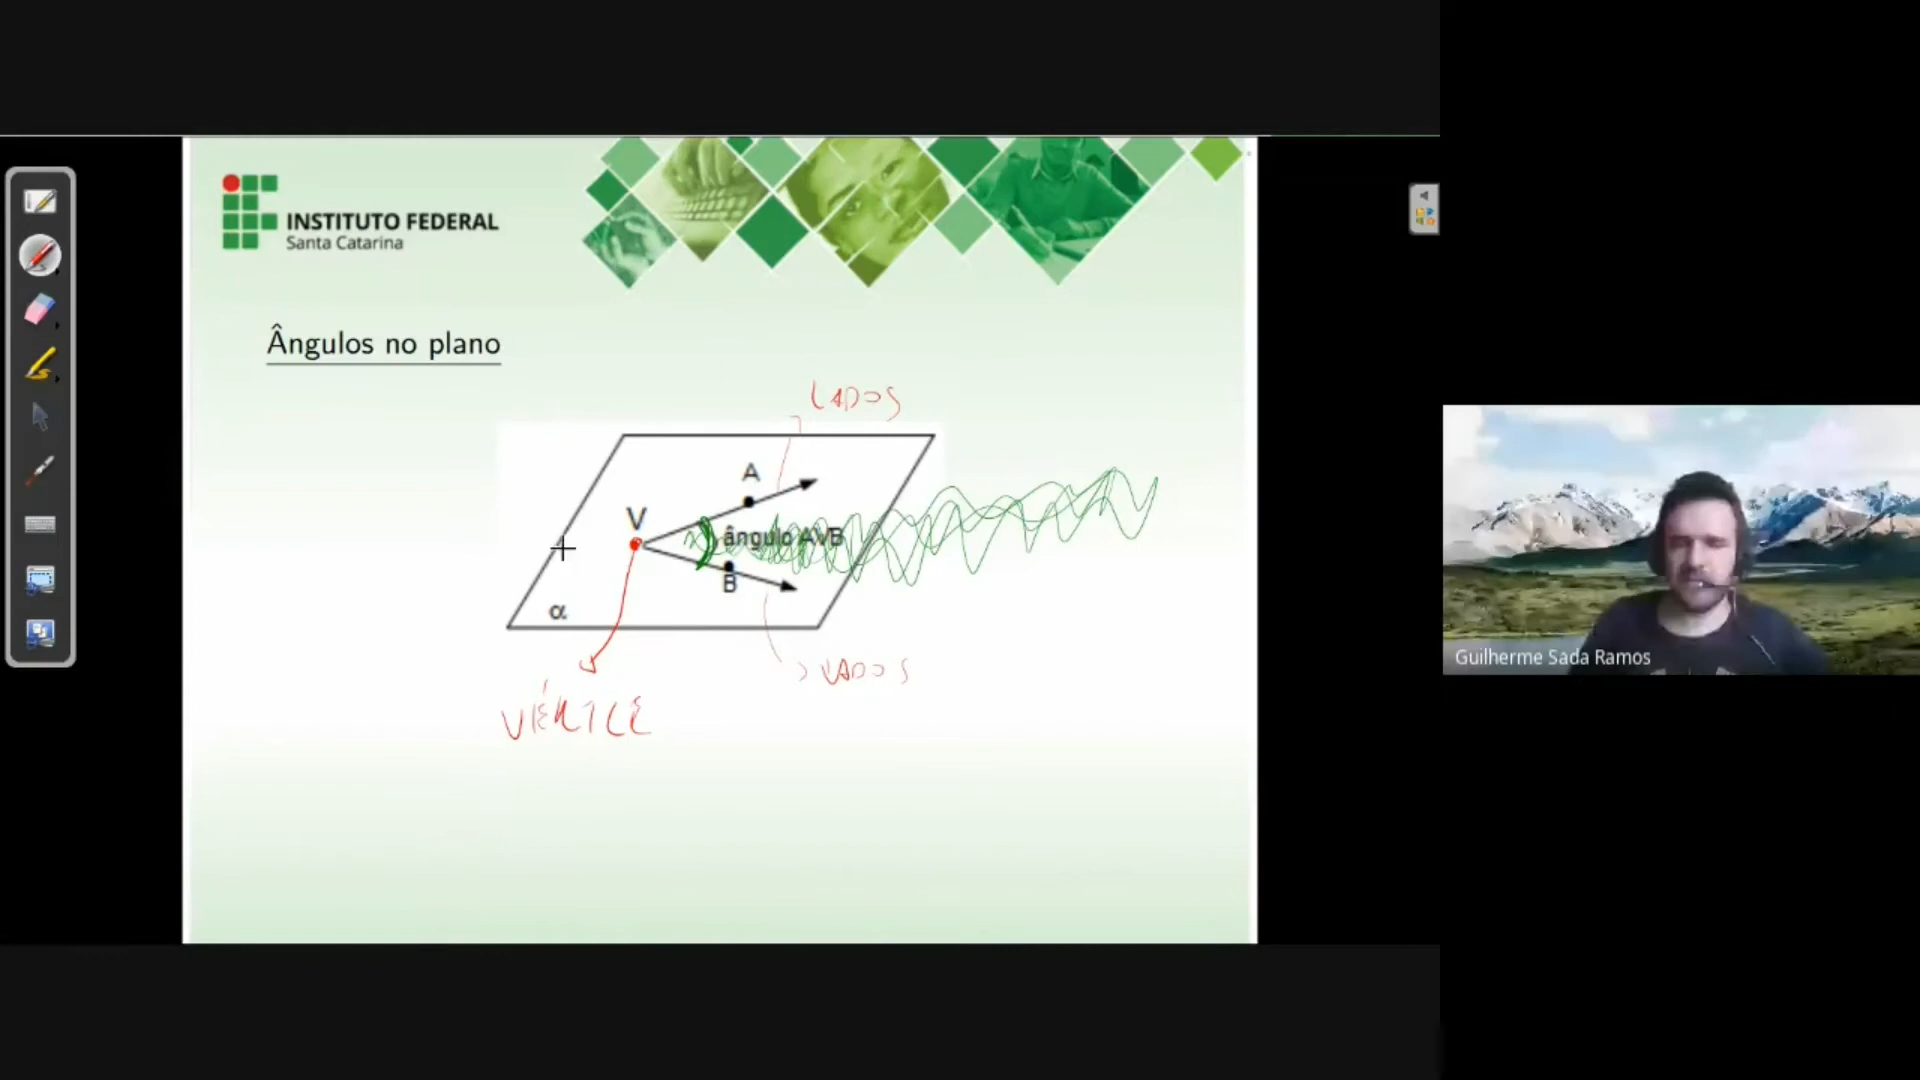 INSTITUTO FEDERAL
Santa Catarina
Ângulos no plano
LADOS
A
V
ângulo AVB
B
α
LADOS
VÉRTICE
Guilherme Sada Ramos